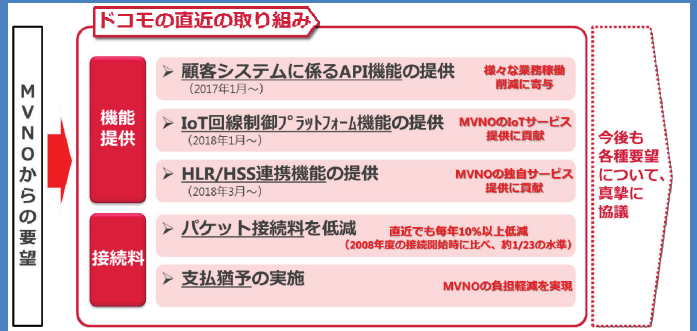 ドコモの直近の取り組み
MVNOからの要望
機能
提供
➢ 顧客システムに係るAPI機能の提供
(2017年1月~)
様々な業務稼働
削減に寄与
➢ IoT回線制御ﾌﾟﾗｯﾄﾌｫｰﾑ機能の提供
(2018年1月~)
MVNOのIoTサービス
提供に貢献
➢ HLR/HSS連携機能の提供
(2018年3月~)
MVNOの独自サービス
提供に貢献
接続料
➢ パケット接続料を低減
直近でも毎年10%以上低減
(2008年度の接続開始時に比べ、約1/23の水準)
➢ 支払猶予の実施
MVNOの負担軽減を実現
今後も
各種要望
について、
真摯に
協議